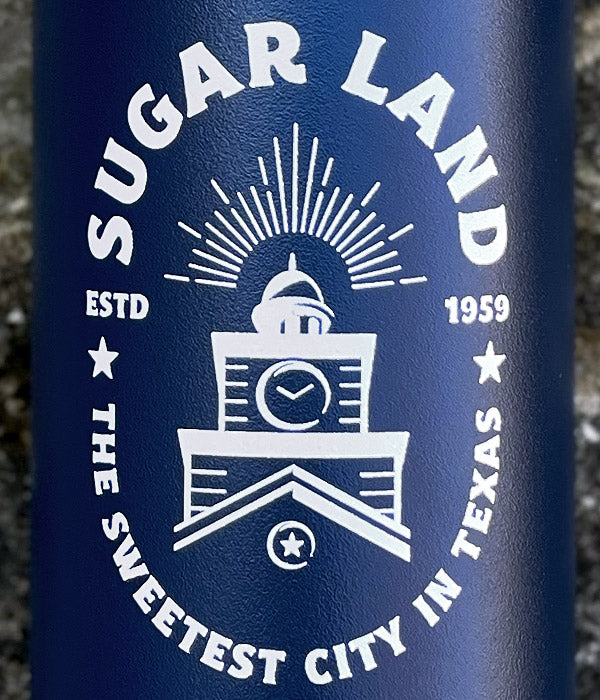 SUGAR LAND
ESTD 1959
THE SWEETEST CITY IN TEXAS